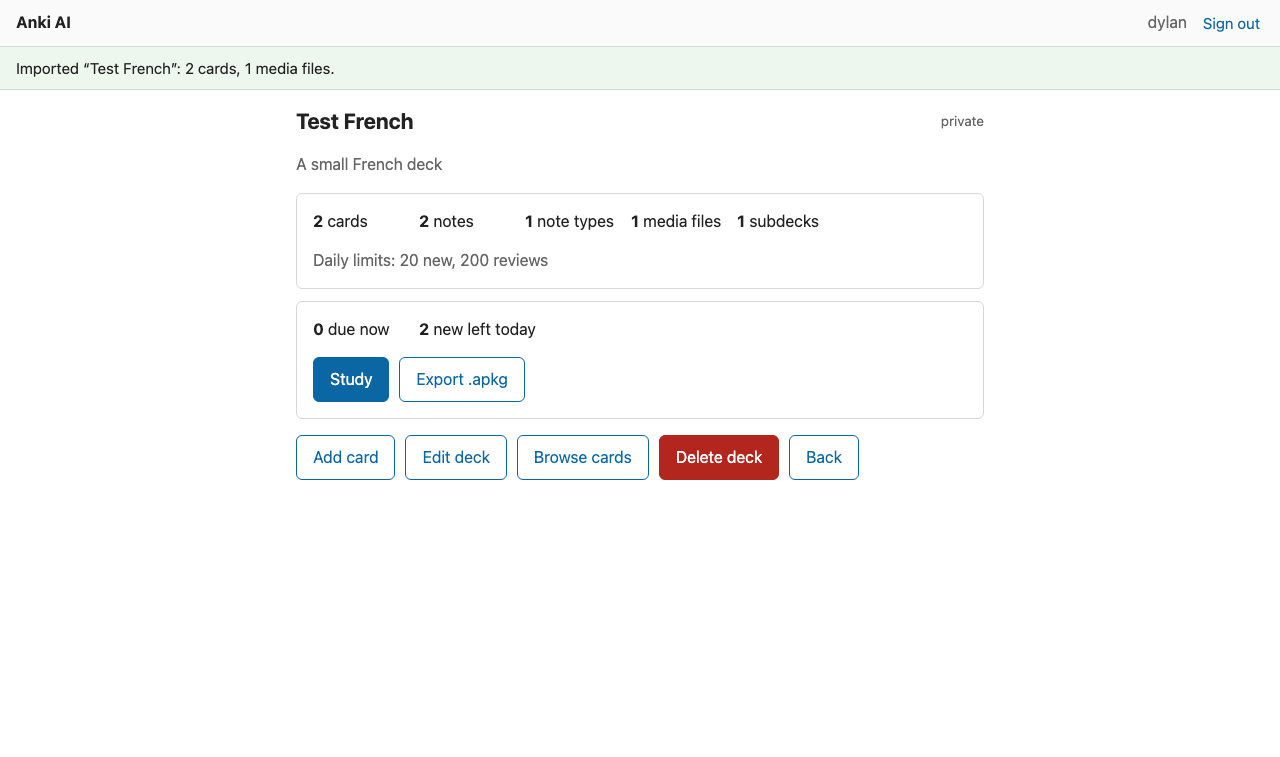 Anki AI
dylan Sign out
Imported “Test French”: 2 cards, 1 media files.
Test French
private
A small French deck
2 cards 2 notes 1 note types 1 media files 1 subdecks
Daily limits: 20 new, 200 reviews
0 due now 2 new left today
Study Export .apkg
Add card Edit deck Browse cards Delete deck Back